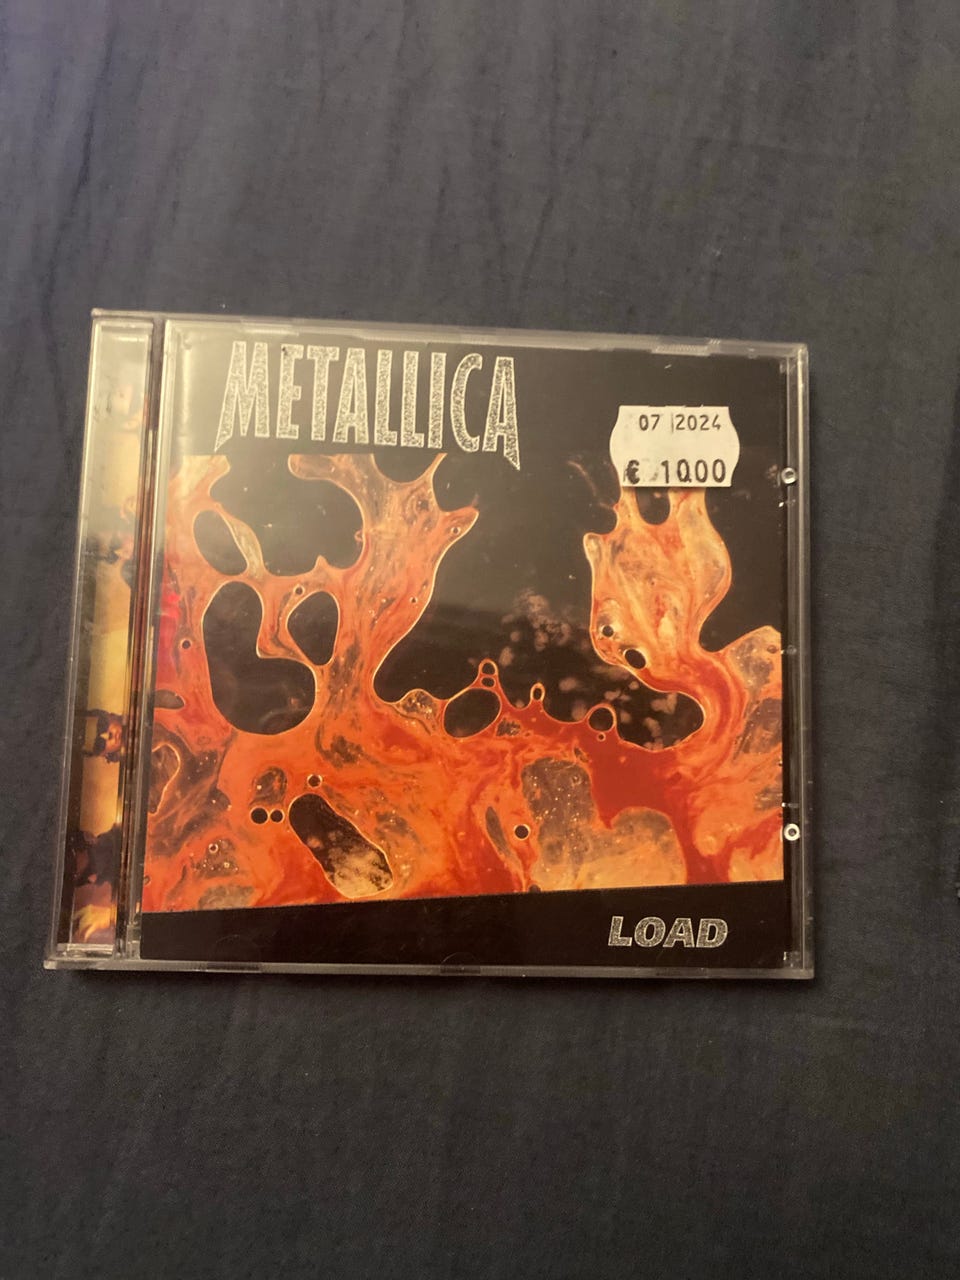 METALLICA
07 2024
€ 10.00
LOAD